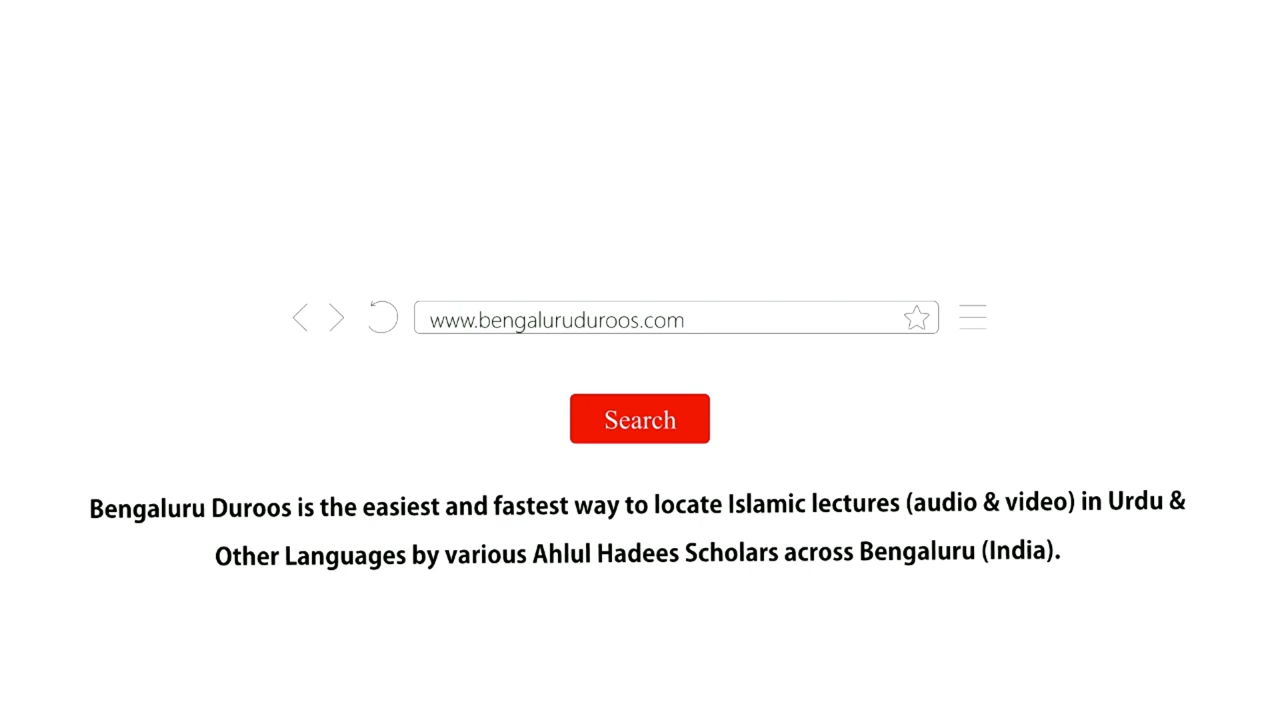 www.bengaluruduroos.com
Search
Bengaluru Duroos is the easiest and fastest way to locate Islamic lectures (audio & video) in Urdu &
Other Languages by various Ahlul Hadees Scholars across Bengaluru (India).